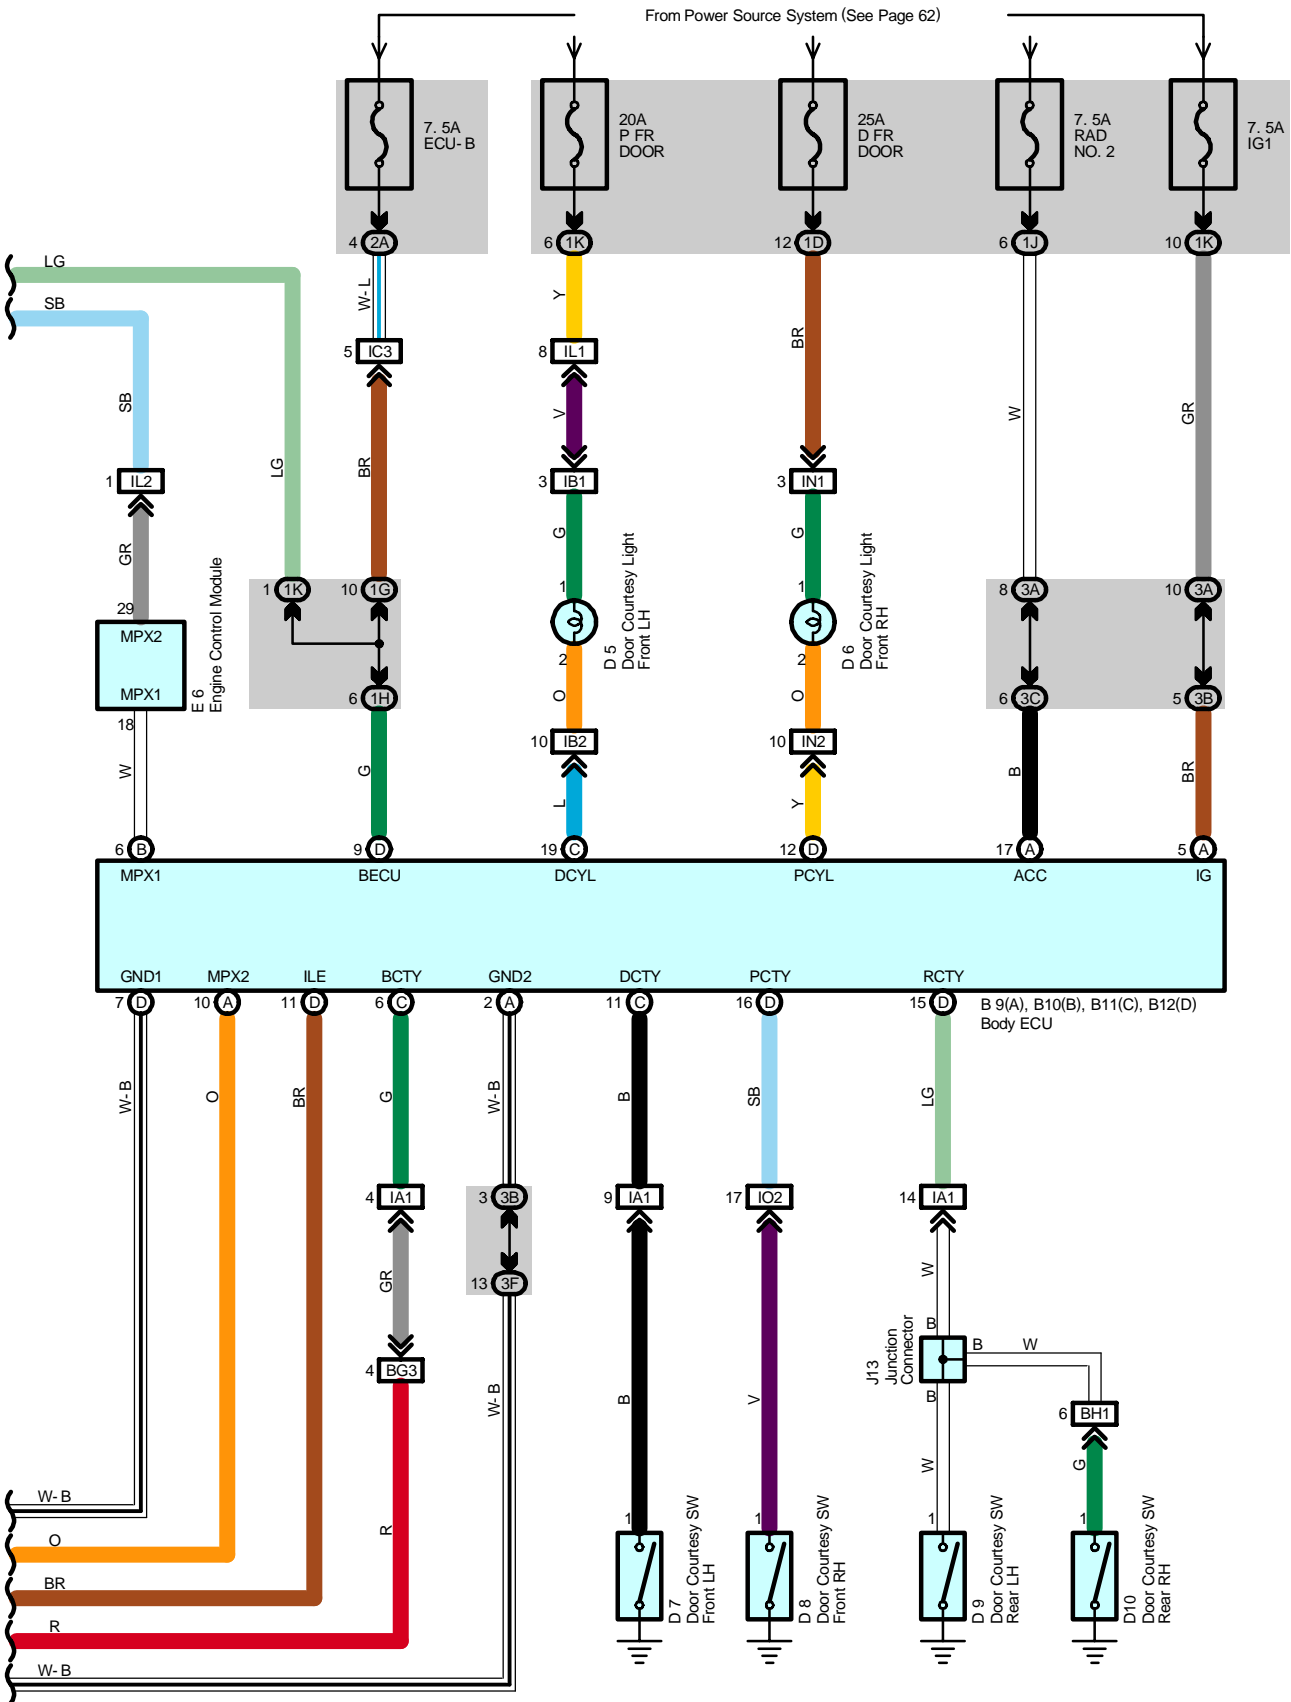 From Power Source System (See Page 62)
7. 5A
ECU- B
20A
P FR
DOOR
25A
D FR
DOOR
7. 5A
RAD
NO. 2
7. 5A
IG1
4 2A
6 1K
12 1D
6 1J
10 1K
LG
SB
W- L
Y
BR
W
GR
5 IC3
8 IL1
SB
LG
BR
V
1 IL2
3 IB1
3 IN1
GR
G
G
1 1K
10 1G
1
1
8 3A
10 3A
29
MPX2
MPX1
18
E 6
Engine Control Module
D 5
Door Courtesy Light
Front LH
D 6
Door Courtesy Light
Front RH
2
2
6 1H
6 3C
5 3B
O
O
10 IB2
10 IN2
W
G
L
Y
B
BR
6 B
9 D
19 C
12 D
17 A
5 A
MPX1
BECU
DCYL
PCYL
ACC
IG
GND1
MPX2
ILE
BCTY
GND2
DCTY
PCTY
RCTY
7 D
10 A
11 D
6 C
2 A
11 C
16 D
15 D
B 9(A), B10(B), B11(C), B12(D)
Body ECU
W- B
O
BR
G
W- B
B
SB
LG
4 IA1
3 3B
9 IA1
17 IO2
14 IA1
GR
13 3F
W
4 BG3
J13
Junction
Connector
B
B
W
B
6 BH1
W- B
B
V
W
G
R
1
1
1
1
D 7
Door Courtesy SW
Front LH
D 8
Door Courtesy SW
Front RH
D 9
Door Courtesy SW
Rear LH
D10
Door Courtesy SW
Rear RH
W- B
O
BR
R
W- B